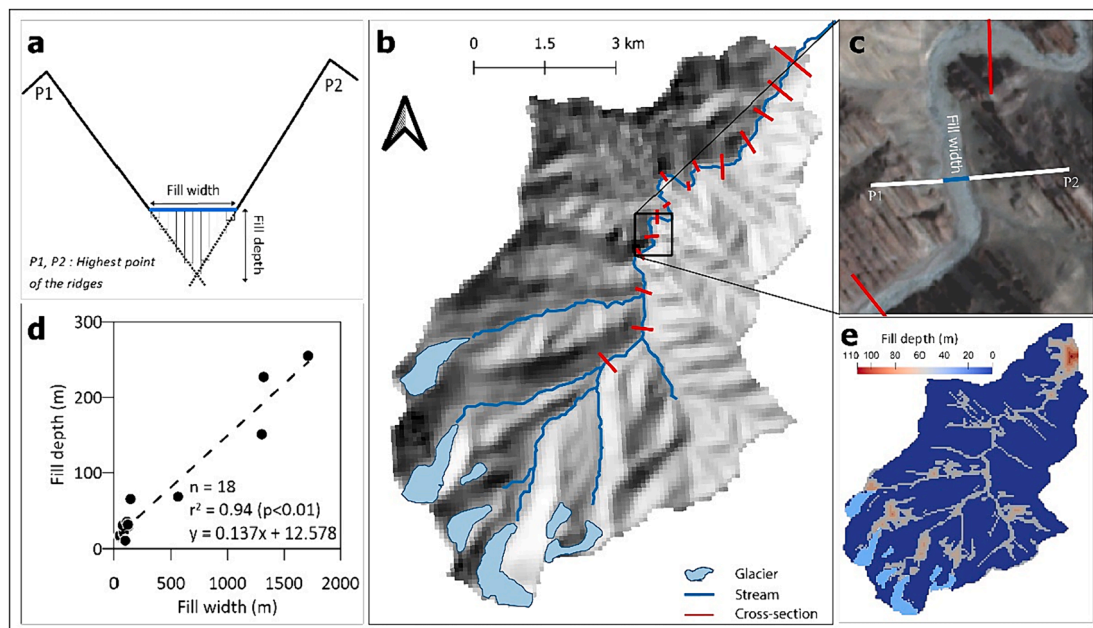 a
P1
P2
Fill width
Fill depth
P1, P2 : Highest point
of the ridges
b
0 1.5 3 km
Glacier
Stream
Cross-section
c
Fill width
P1
P2
d
300
200
100
0
Fill depth (m)
n = 18
r² = 0.94 (p<0.01)
y = 0.137x + 12.578
0 500 1000 1500 2000
Fill width (m)
e
Fill depth (m)
110 100 80 60 40 20 0